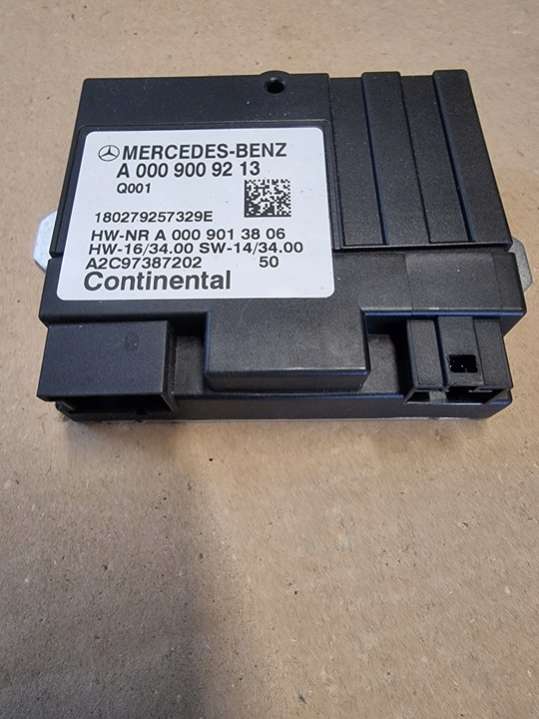 MERCEDES-BENZ
A 000 900 92 13
Q001
180279257329E
HW-NR A 000 901 38 06
HW-16/34.00 SW-14/34.00
A2C97387202 50
Continental